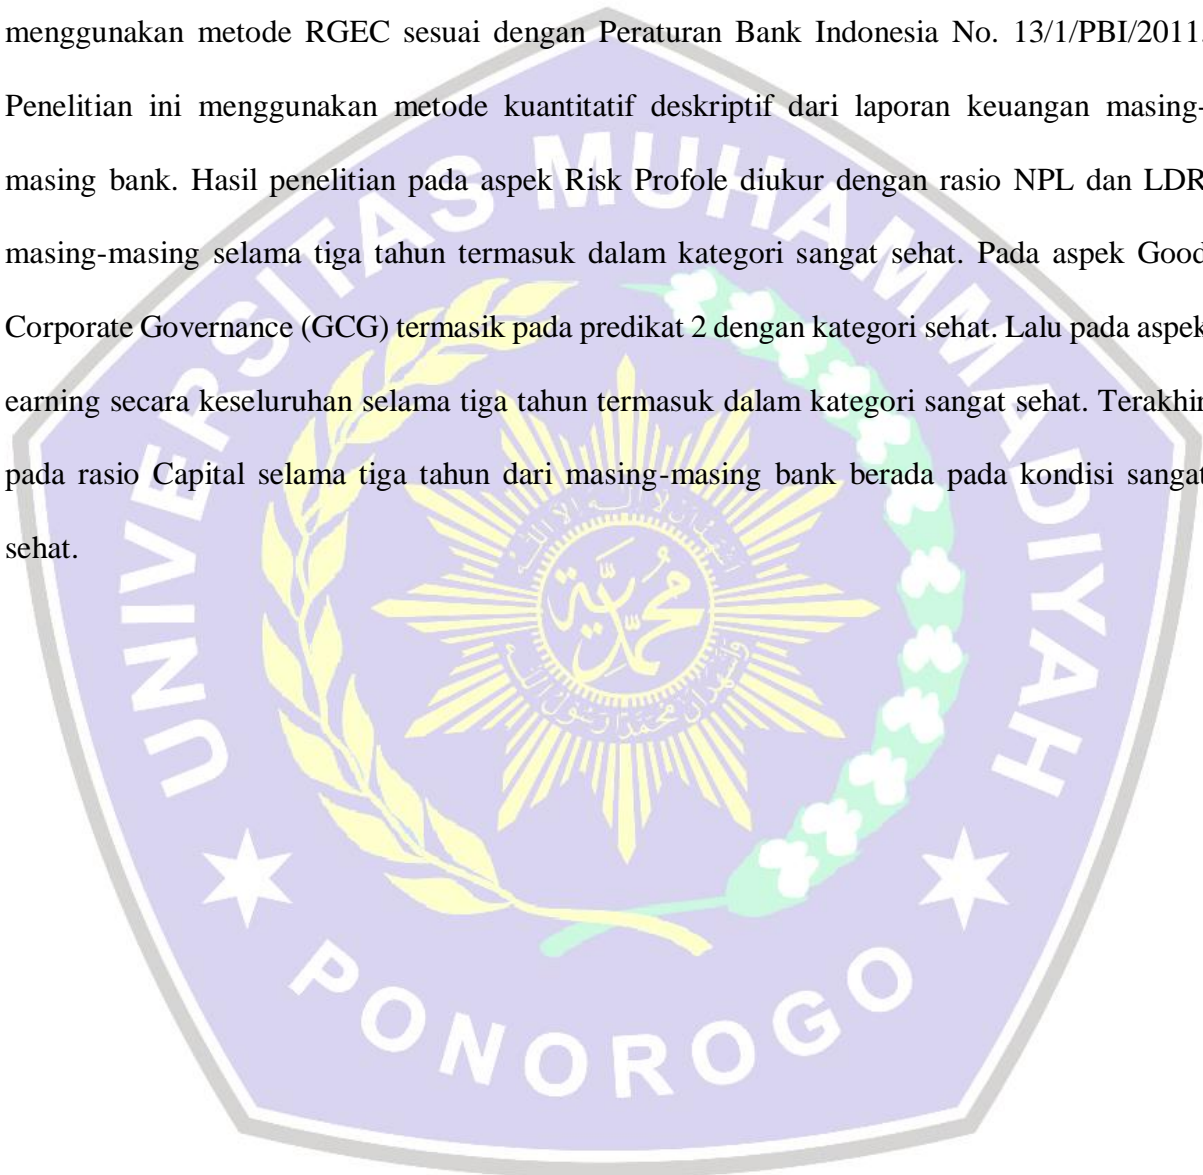 menggunakan metode RGEC sesuai dengan Peraturan Bank Indonesia No. 13/1/PBI/2011.
Penelitian ini menggunakan metode kuantitatif deskriptif dari laporan keuangan masing-
masing bank. Hasil penelitian pada aspek Risk Profole diukur dengan rasio NPL dan LDR
masing-masing selama tiga tahun termasuk dalam kategori sangat sehat. Pada aspek Good
Corporate Governance (GCG) termasik pada predikat 2 dengan kategori sehat. Lalu pada aspek
earning secara keseluruhan selama tiga tahun termasuk dalam kategori sangat sehat. Terakhir
pada rasio Capital selama tiga tahun dari masing-masing bank berada pada kondisi sangat
sehat.
UNIVERSITAS MUHAMMADIYAH
PONOROGO
محمدية